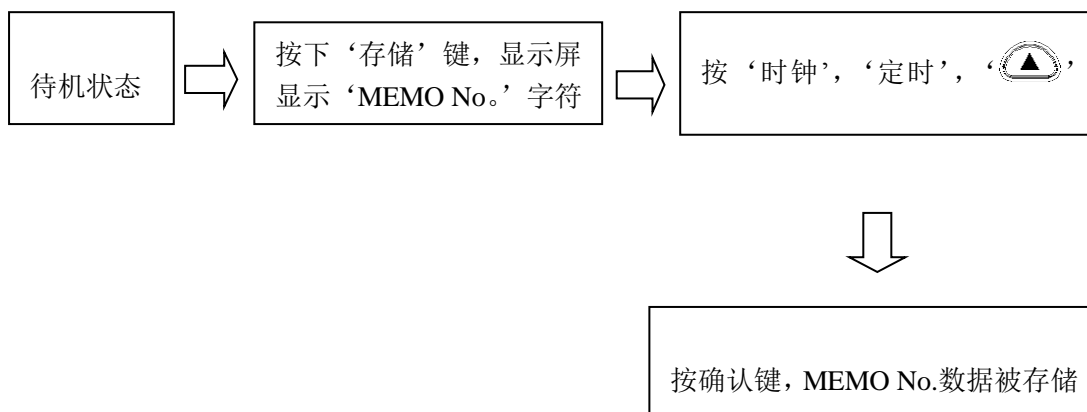 待机状态
按下‘存储’键，显示屏
显示‘MEMO No。’字符
按‘时钟’，‘定时’，‘▲’
按确认键，MEMO No.数据被存储